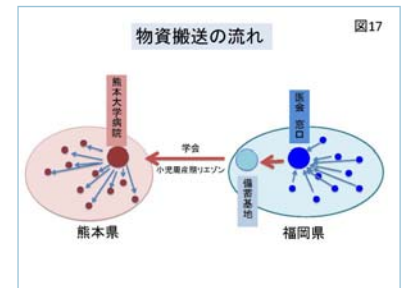 図17
物資搬送の流れ
熊本大学病院
医会 窓口
学会
小児周産期リエゾン
備蓄基地
熊本県
福岡県